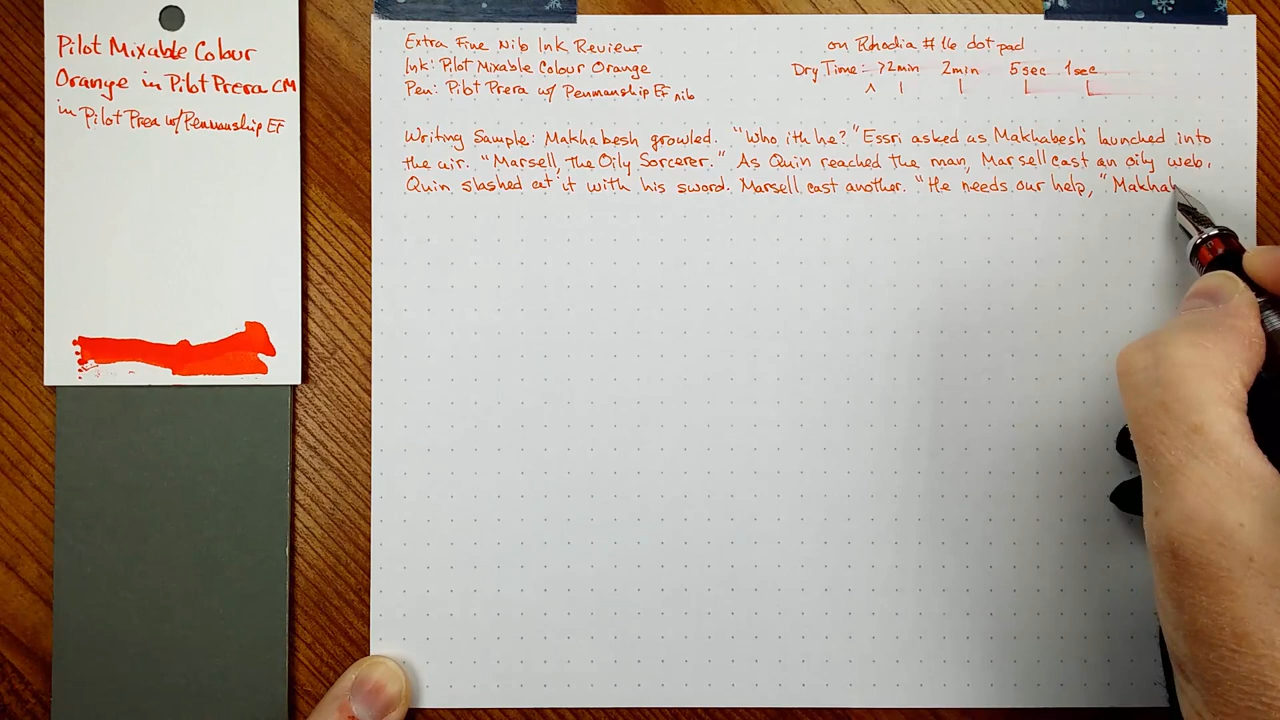 Pilot Mixable Colour
Orange in Pilot Prera CM
in Pilot Prea w/Penmanship EF
Extra Fine Nib Ink Review
Ink: Pilot Mixable Colour Orange
Pen: Pilot Prera w/ Penmanship EF nib
on Rhodia #16 dot pad
Dry Time: >2min 2min 5sec 1sec
Writing Sample: Makhabesh growled. "Who ith he?" Essri asked as Makhabesh launched into
the air. "Marsell, the Oily Sorcerer." As Quin reached the man, Marsell cast an oily web.
Quin slashed at it with his sword. Marsell cast another. "He needs our help," Makhab